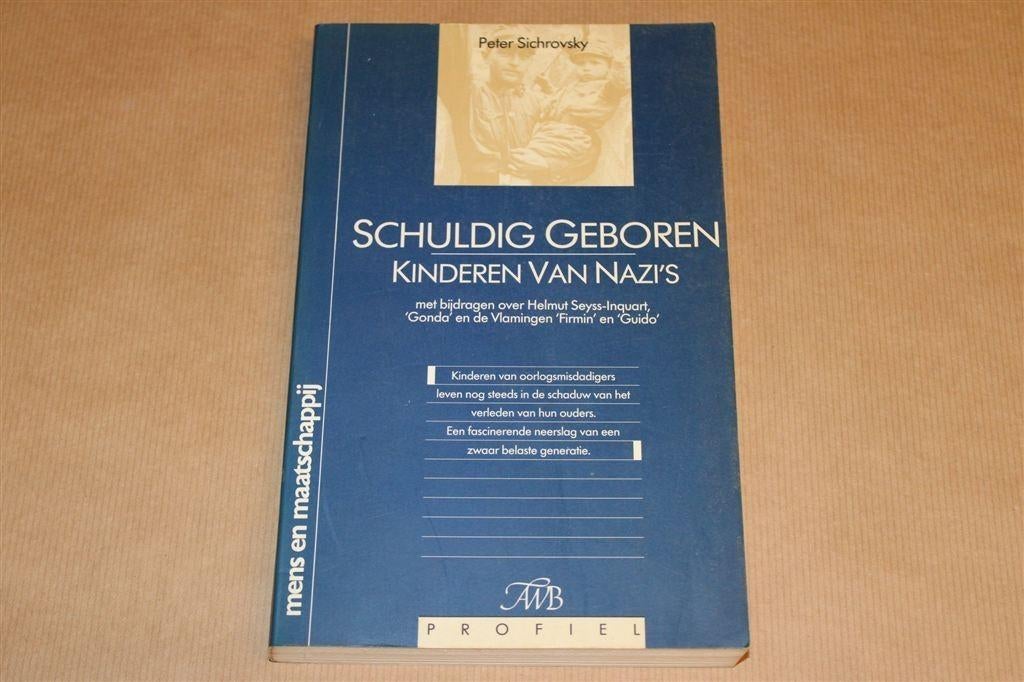 Peter Sichrovsky
SCHULDIG GEBOREN
KINDEREN VAN NAZI'S
met bijdragen over Helmut Seyss-Inquart,
'Gonda' en de Vlamingen 'Firmin' en 'Guido'
Kinderen van oorlogsmisdadigers
leven nog steeds in de schaduw van het
verleden van hun ouders.
Een fascinerende neerslag van een
zwaar belaste generatie.
mens en maatschappij
AWB
PROFIEL